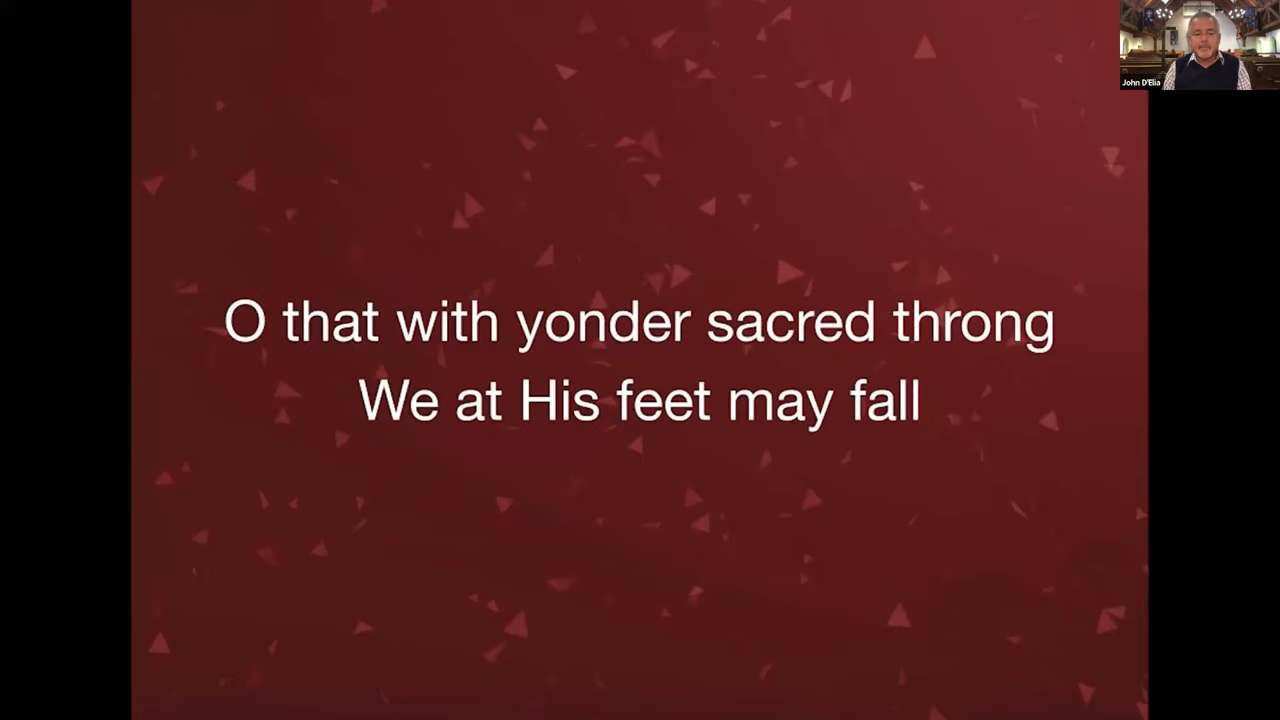 John D'Elia
O that with yonder sacred throng
We at His feet may fall